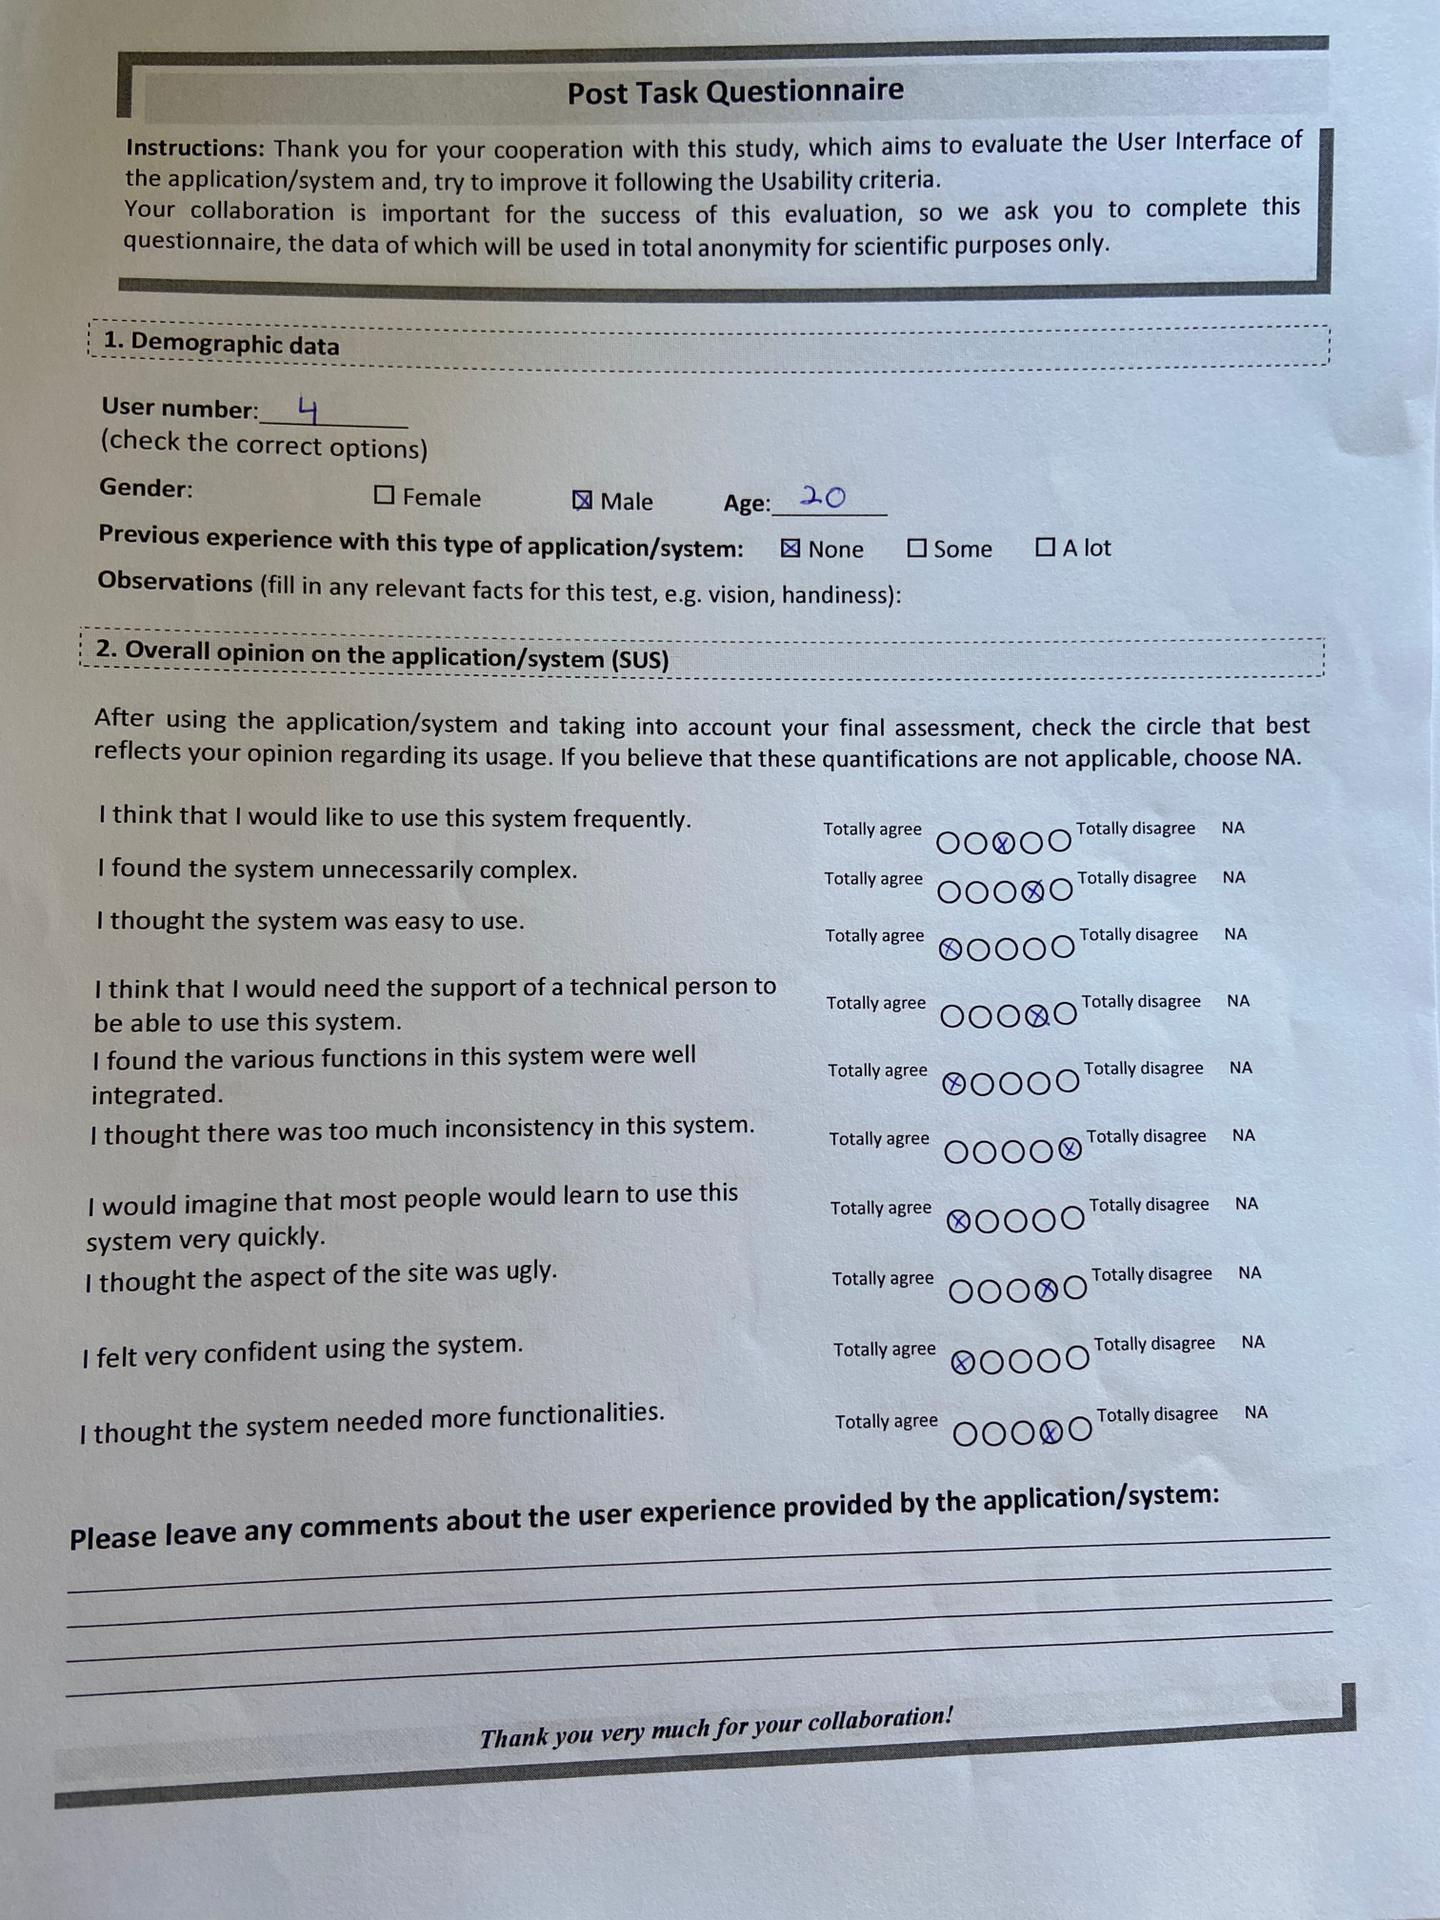 Post Task Questionnaire
Instructions: Thank you for your cooperation with this study, which aims to evaluate the User Interface of
the application/system and, try to improve it following the Usability criteria.
Your collaboration is important for the success of this evaluation, so we ask you to complete this
questionnaire, the data of which will be used in total anonymity for scientific purposes only.
1. Demographic data
User number: 4
(check the correct options)
Gender: ☐ Female ☒ Male Age: 20
Previous experience with this type of application/system: ☒ None ☐ Some ☐ A lot
Observations (fill in any relevant facts for this test, e.g. vision, handiness):
2. Overall opinion on the application/system (SUS)
After using the application/system and taking into account your final assessment, check the circle that best
reflects your opinion regarding its usage. If you believe that these quantifications are not applicable, choose NA.
I think that I would like to use this system frequently. Totally agree ○○ⓧ○○ Totally disagree NA
I found the system unnecessarily complex. Totally agree ○○○ⓧ○ Totally disagree NA
I thought the system was easy to use. Totally agree ⓧ○○○○ Totally disagree NA
I think that I would need the support of a technical person to
be able to use this system. Totally agree ○○○ⓧ○ Totally disagree NA
I found the various functions in this system were well
integrated. Totally agree ⓧ○○○○ Totally disagree NA
I thought there was too much inconsistency in this system. Totally agree ○○○○ⓧ Totally disagree NA
I would imagine that most people would learn to use this
system very quickly. Totally agree ⓧ○○○○ Totally disagree NA
I thought the aspect of the site was ugly. Totally agree ○○○ⓧ○ Totally disagree NA
I felt very confident using the system. Totally agree ⓧ○○○○ Totally disagree NA
I thought the system needed more functionalities. Totally agree ○○○ⓧ○ Totally disagree NA
Please leave any comments about the user experience provided by the application/system:
Thank you very much for your collaboration!